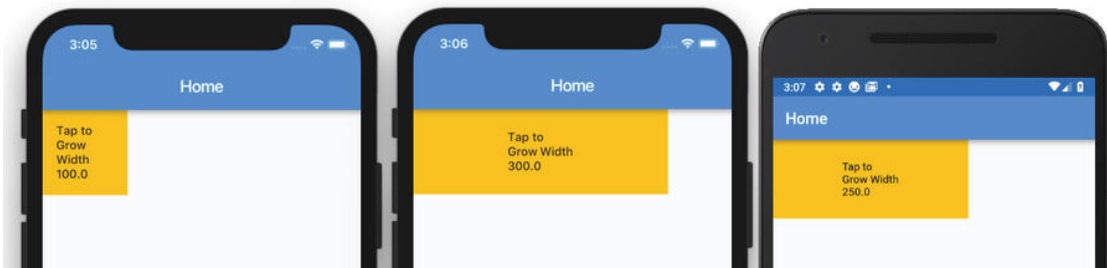 3:05
Home
Tap to
Grow
Width
100.0
3:06
Home
Tap to
Grow Width
300.0
3:07
Home
Tap to
Grow Width
250.0